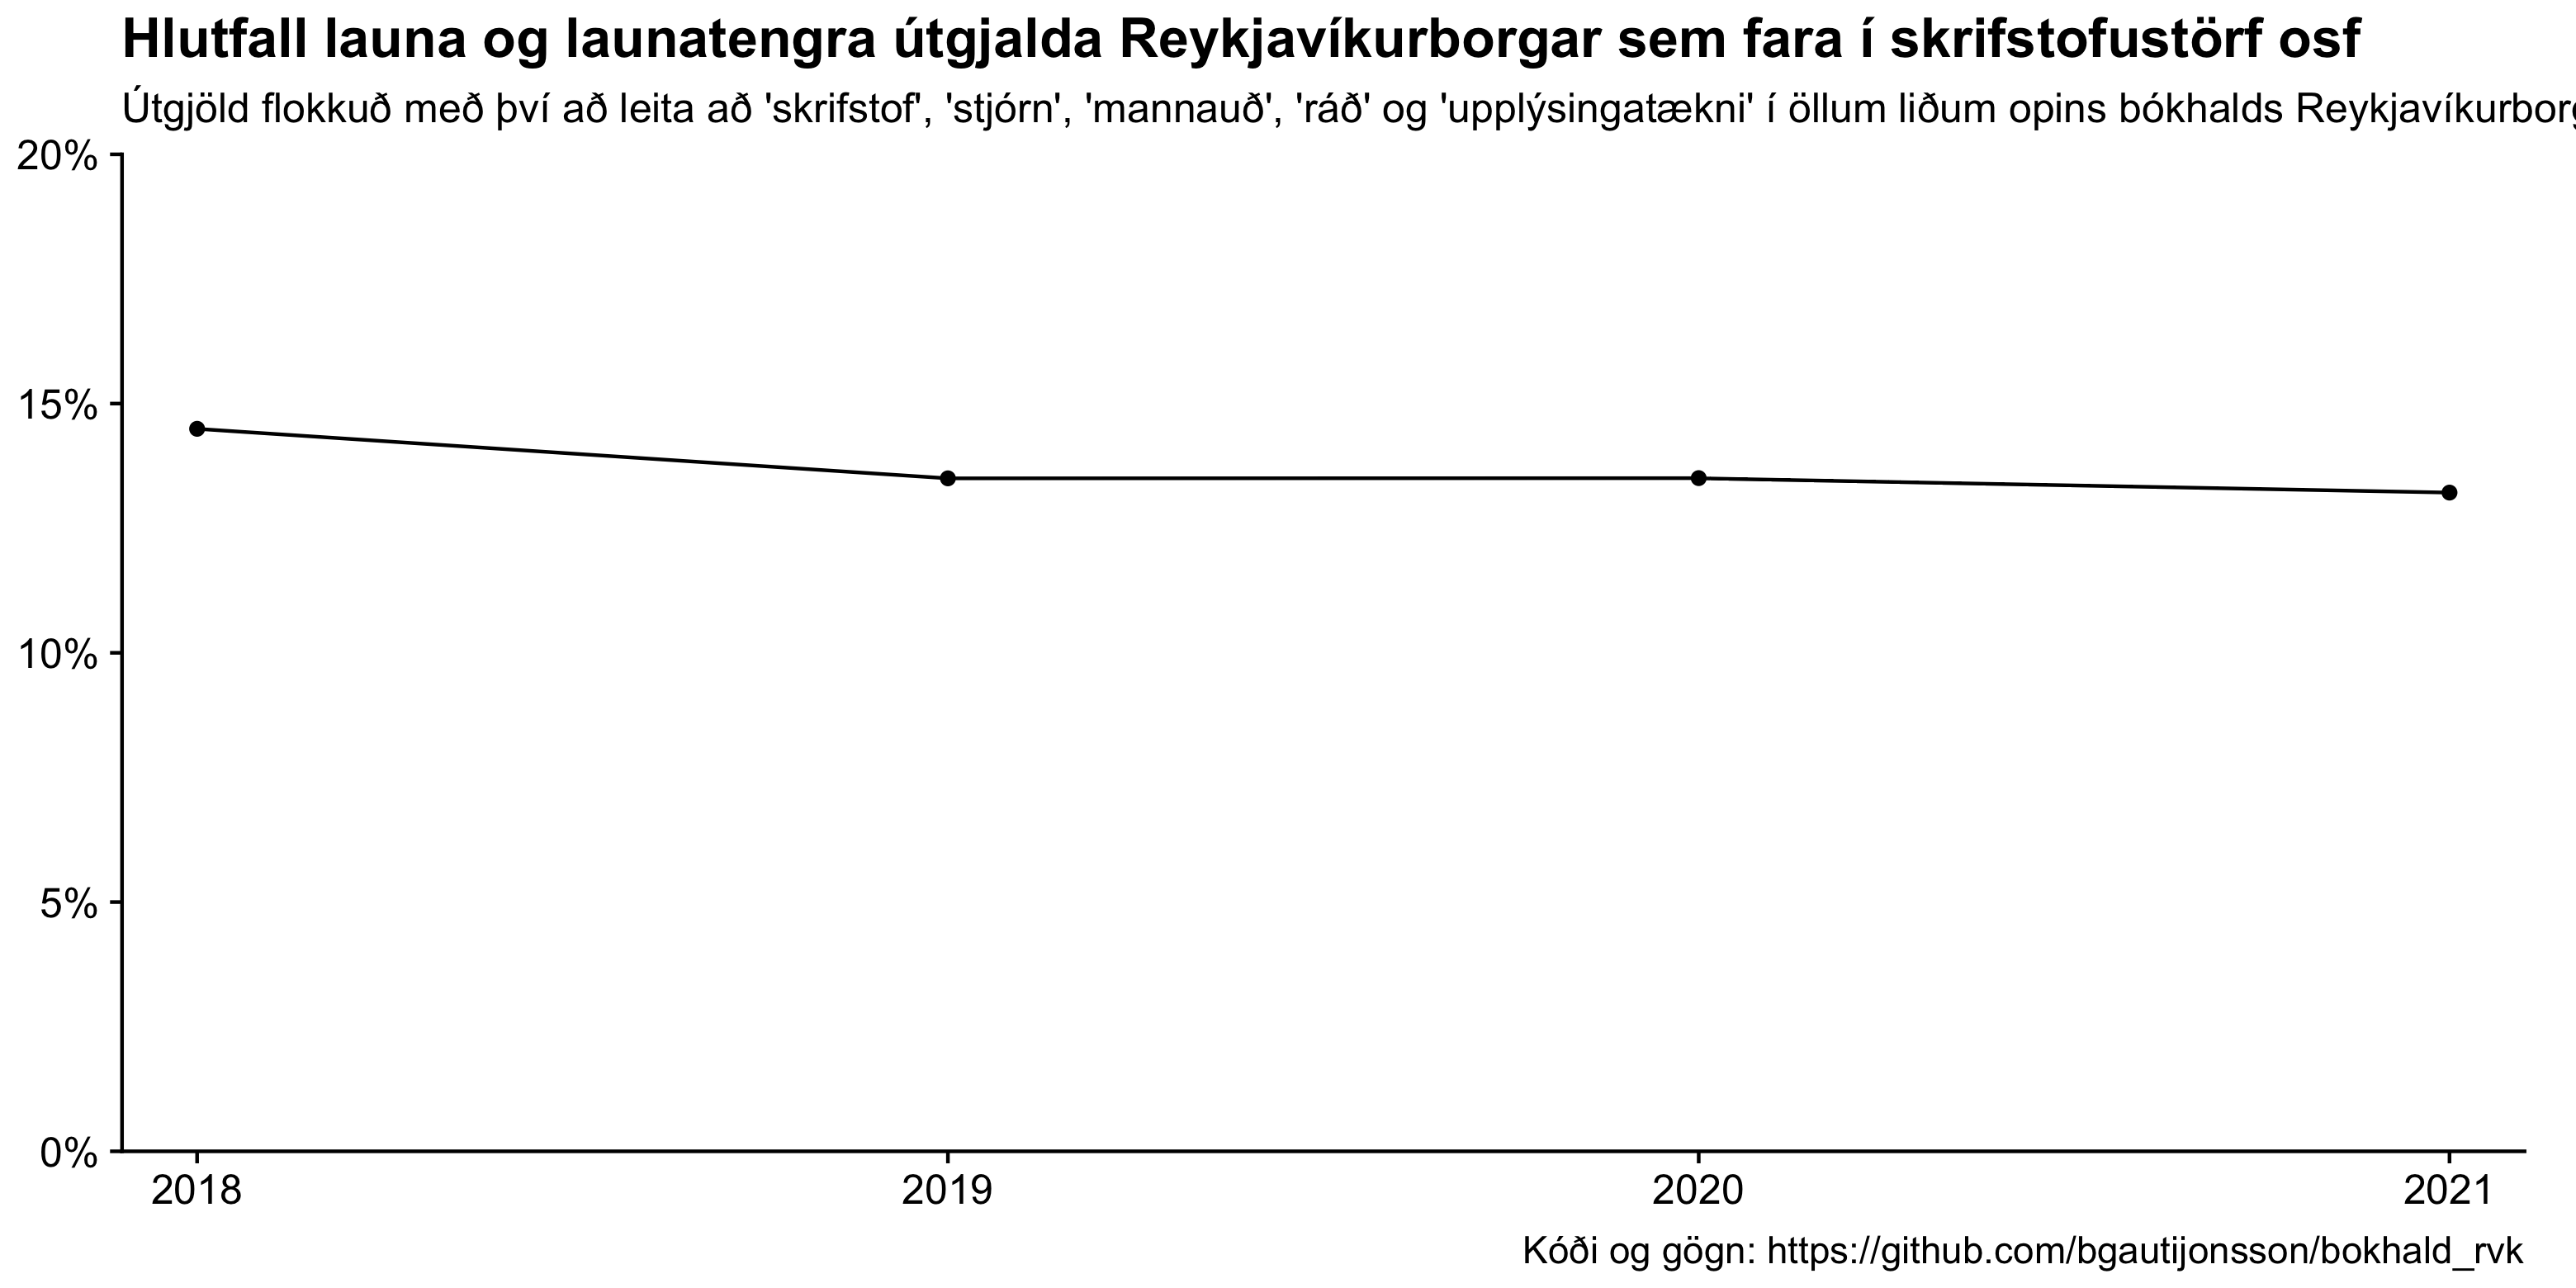 Hlutfall launa og launatengra útgjalda Reykjavíkurborgar sem fara í skrifstofustörf osf
Útgjöld flokkuð með því að leita að 'skrifstof', 'stjórn', 'mannauð', 'ráð' og 'upplýsingatækni' í öllum liðum opins bókhalds Reykjavíkurborg
20%
15%
10%
5%
0%
2018 2019 2020 2021
Kóði og gögn: https://github.com/bgautijonsson/bokhald_rvk